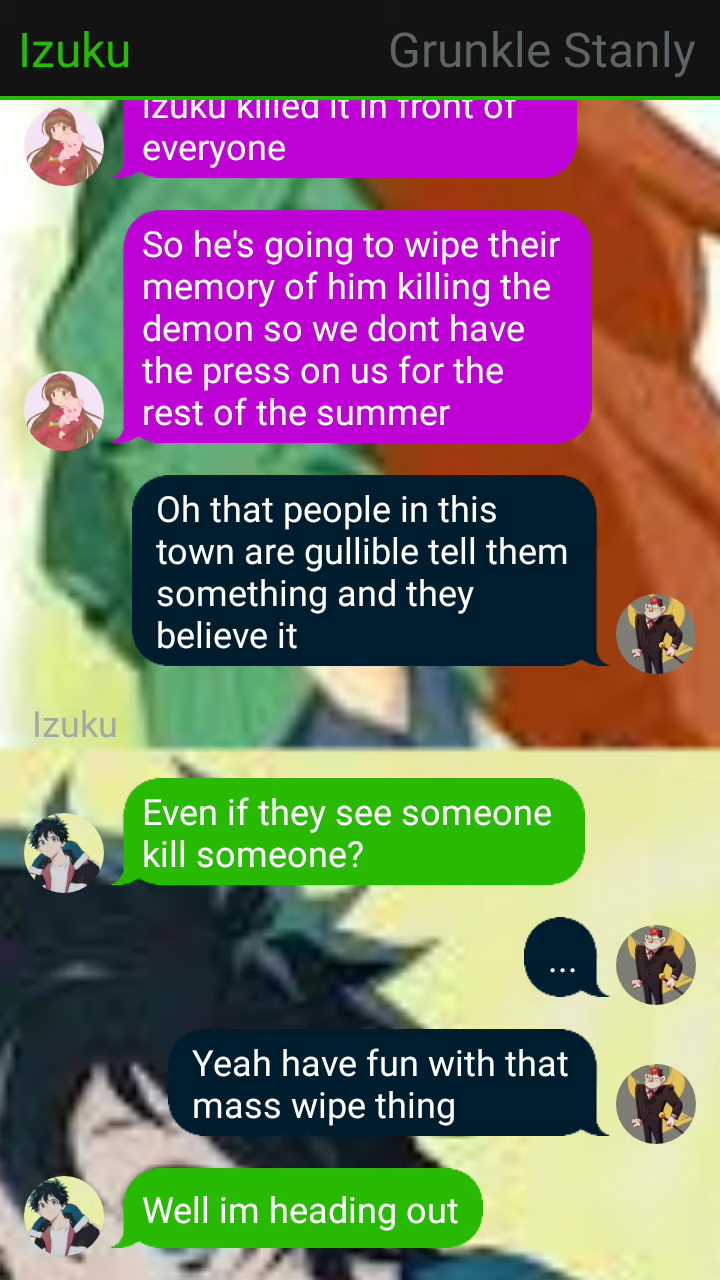 Izuku
Grunkle Stanly
Izuku killed it in front of
everyone
So he's going to wipe their
memory of him killing the
demon so we dont have
the press on us for the
rest of the summer
Oh that people in this
town are gullible tell them
something and they
believe it
Izuku
Even if they see someone
kill someone?
...
Yeah have fun with that
mass wipe thing
Well im heading out